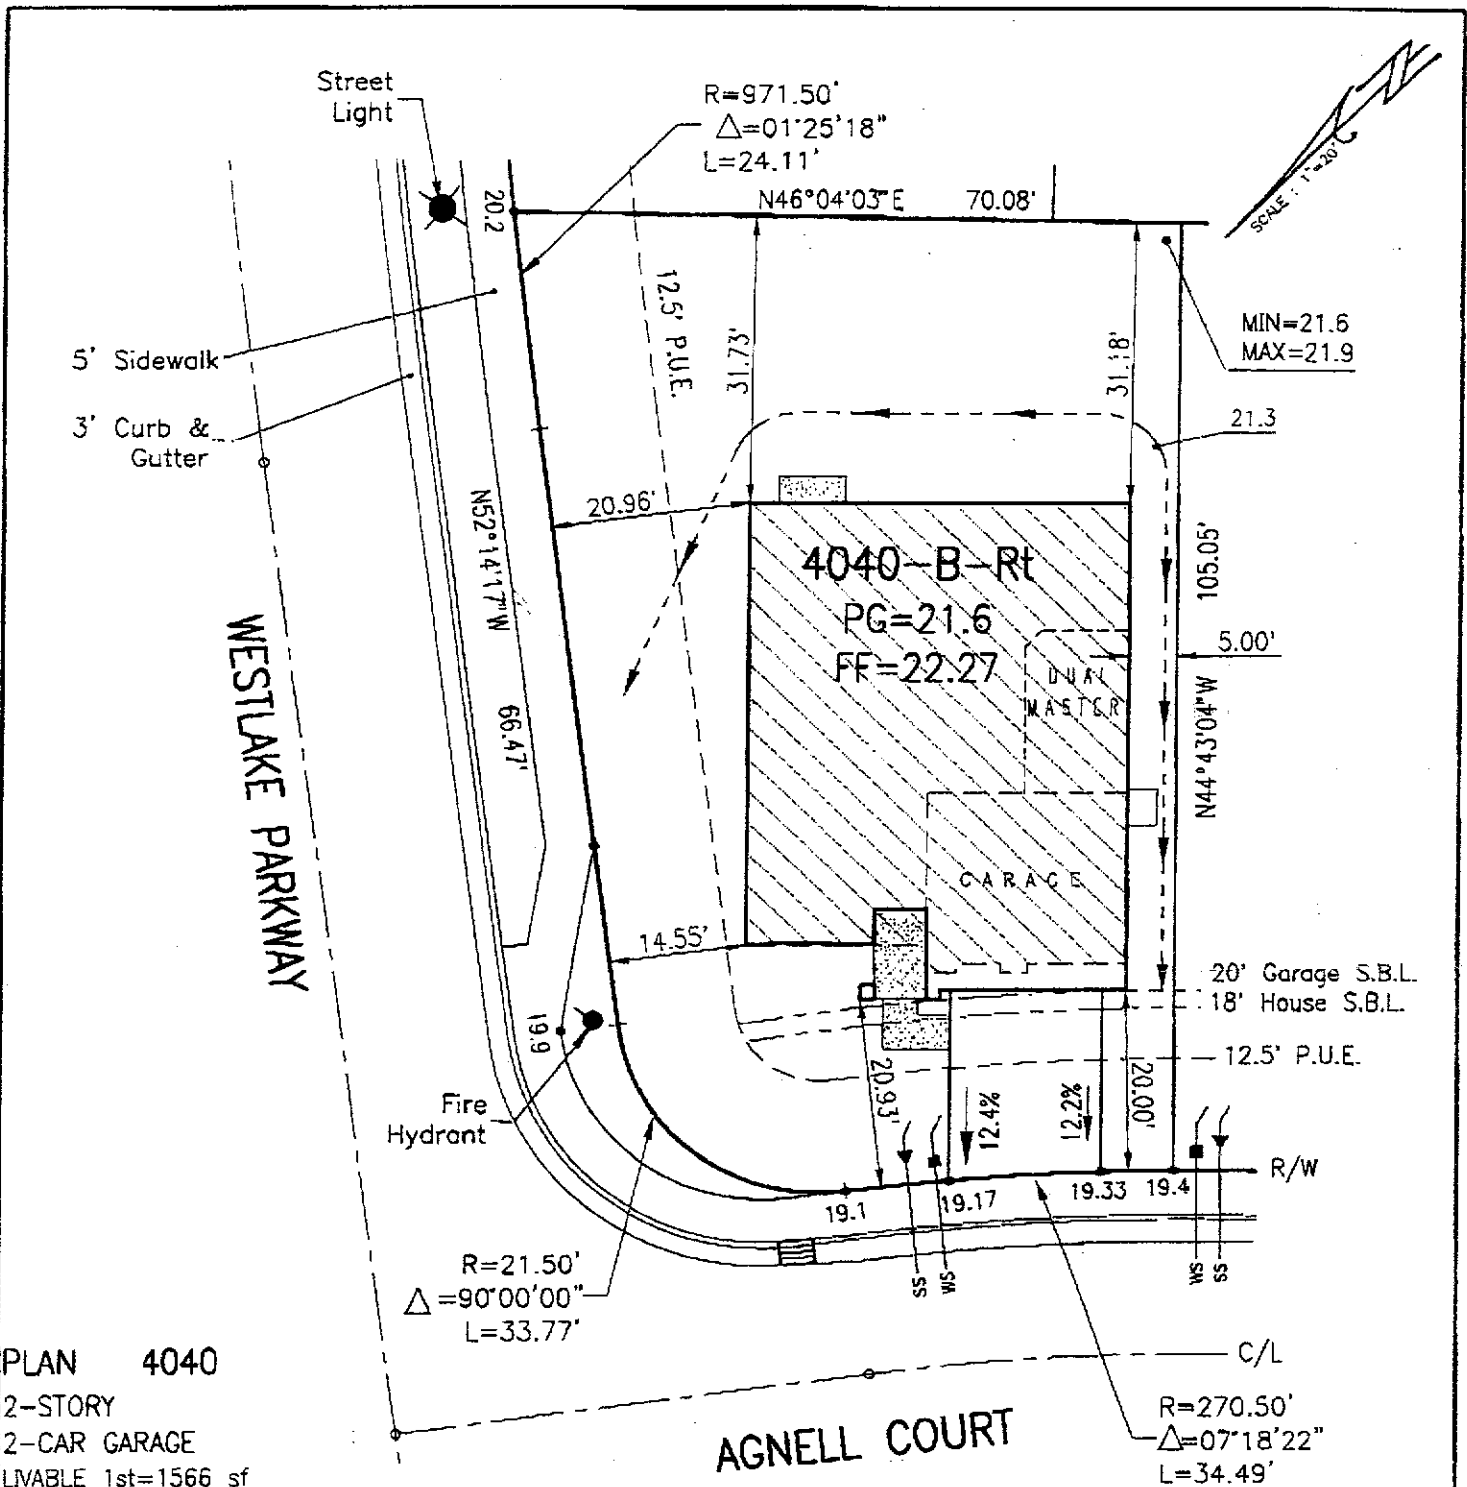 Street
Light
R=971.50'
△=01°25'18"
L=24.11'
N
SCALE : 1"=20'
N46°04'03"E 70.08'
20.2
12.5' P.U.E.
31.73'
31.18'
5' Sidewalk
3' Curb &
Gutter
MIN=21.6
MAX=21.9
21.3
20.96'
N52°14'17"W 66.47'
4040-B-Rt
PG=21.6
FF=22.27
DUAL
MASTER
GARAGE
105.05'
5.00'
N44°43'04"W
WESTLAKE PARKWAY
14.55'
20' Garage S.B.L.
18' House S.B.L.
12.5' P.U.E.
19.9
Fire
Hydrant
20.93'
12.4%
12.2%
20.00'
R/W
19.1
19.17
19.33
19.4
SS
WS
WS
SS
R=21.50'
△=90°00'00"
L=33.77'
C/L
R=270.50'
△=07°18'22"
L=34.49'
AGNELL COURT
PLAN 4040
2-STORY
2-CAR GARAGE
LIVABLE 1st=1566 sf